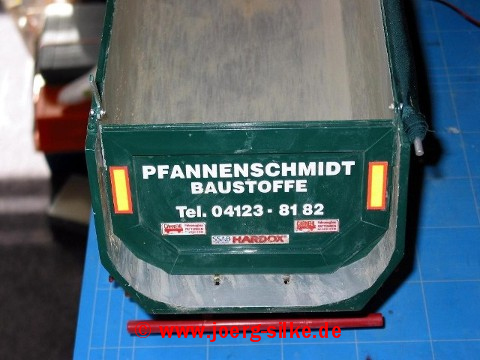 PFANNENSCHMIDT
BAUSTOFFE
Tel. 04123 - 81 82
HARDOX
© www.joerg-silke.de